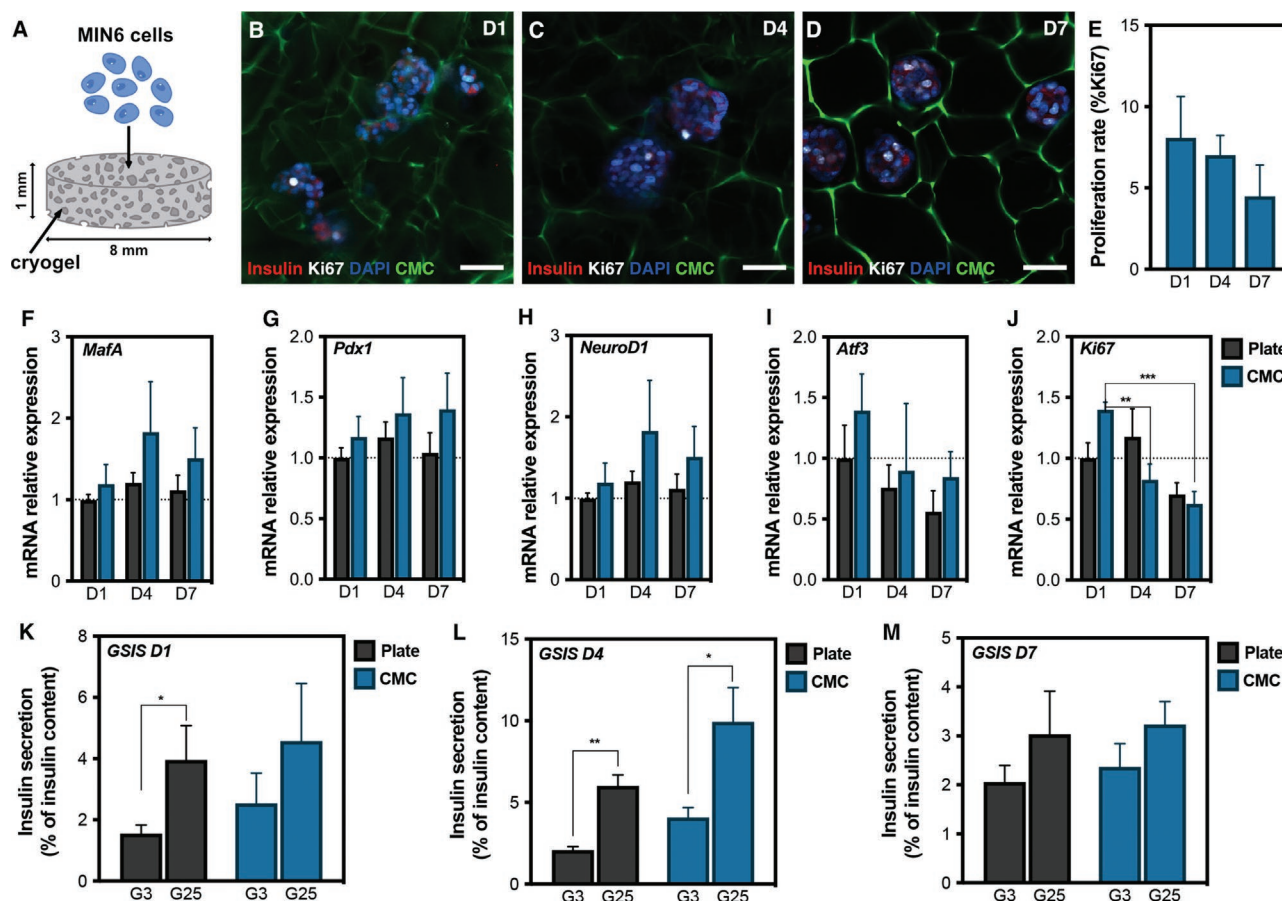 A
MIN6 cells
1 mm
8 mm
cryogel
B
D1
Insulin Ki67 DAPI CMC
C
D4
Insulin Ki67 DAPI CMC
D
D7
Insulin Ki67 DAPI CMC
E
Proliferation rate (%Ki67)
15
10
5
0
D1 D4 D7
F
MafA
mRNA relative expression
3
2
1
0
D1 D4 D7
G
Pdx1
mRNA relative expression
2.0
1.5
1.0
0.5
0.0
D1 D4 D7
H
NeuroD1
mRNA relative expression
3
2
1
0
D1 D4 D7
I
Atf3
mRNA relative expression
2.0
1.5
1.0
0.5
0.0
D1 D4 D7
J
Ki67
mRNA relative expression
2.0
1.5
1.0
0.5
0.0
***
**
D1 D4 D7
Plate
CMC
K
GSIS D1
Insulin secretion
(% of insulin content)
8
6
4
2
0
*
G3 G25 G3 G25
Plate
CMC
L
GSIS D4
Insulin secretion
(% of insulin content)
15
10
5
0
**
*
G3 G25 G3 G25
Plate
CMC
M
GSIS D7
Insulin secretion
(% of insulin content)
5
4
3
2
1
0
G3 G25 G3 G25
Plate
CMC